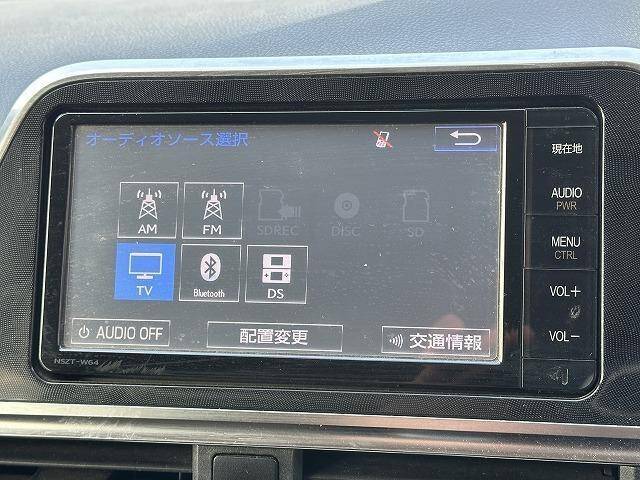 オーディオソース選択
現在地
AM
FM
SDREC
DISC
SD
AUDIO
PWR
MENU
CTRL
TV
Bluetooth
DS
VOL+
AUDIO OFF
配置変更
交通情報
VOL-
NSZT-W64